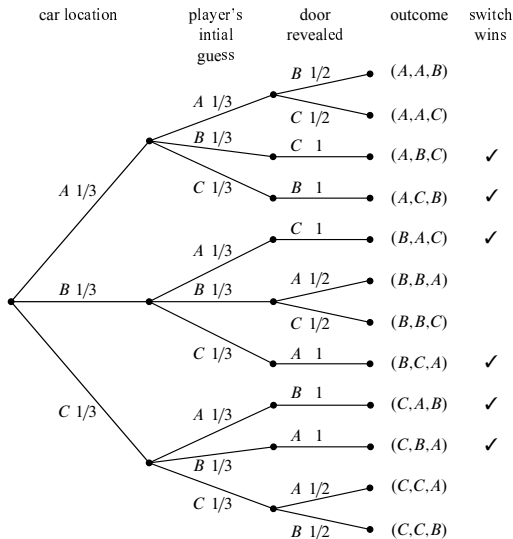 car location player's door outcome switch
intial revealed wins
guess
B 1/2 (A,A,B)
A 1/3
C 1/2 (A,A,C)
B 1/3 C 1 (A,B,C) ✓
A 1/3 C 1/3 B 1 (A,C,B) ✓
C 1 (B,A,C) ✓
A 1/3
B 1/3 B 1/3 A 1/2 (B,B,A)
C 1/2 (B,B,C)
C 1/3 A 1 (B,C,A) ✓
B 1 (C,A,B) ✓
C 1/3 A 1/3
A 1 (C,B,A) ✓
B 1/3
A 1/2 (C,C,A)
C 1/3
B 1/2 (C,C,B)